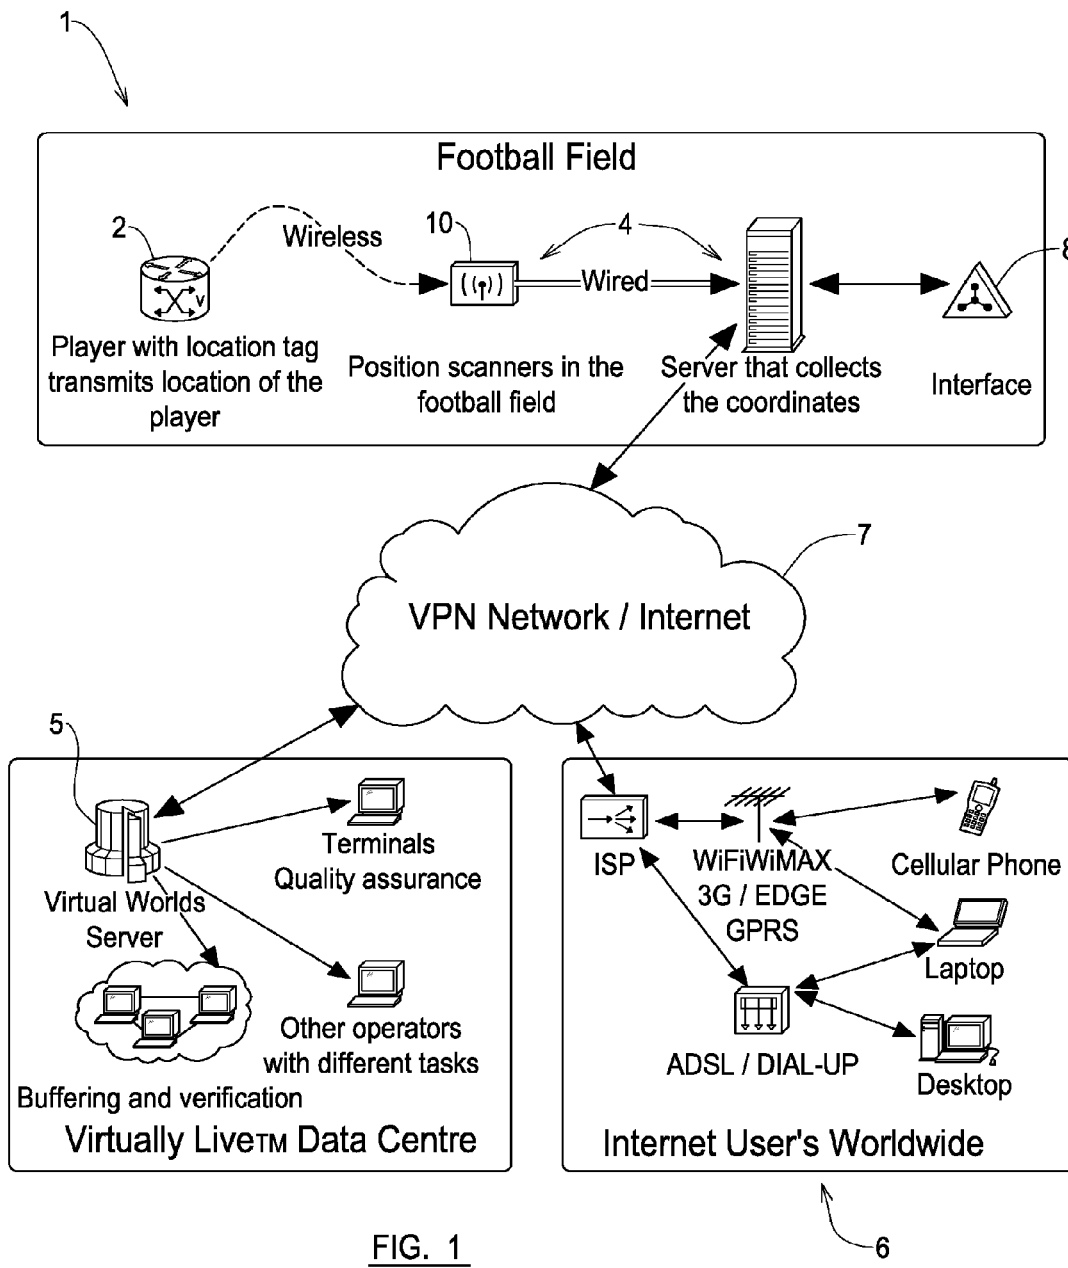 1
Football Field
2
Wireless
10
4
8
Wired
Player with location tag
transmits location of the
player
Position scanners in the
football field
Server that collects
the coordinates
Interface
V
7
VPN Network / Internet
5
Terminals
Quality assurance
Virtual Worlds
Server
Other operators
with different tasks
Buffering and verification
Virtually Live™ Data Centre
ISP
WiFiWiMAX
3G / EDGE
GPRS
Cellular Phone
Laptop
ADSL / DIAL-UP
Desktop
Internet User's Worldwide
6
FIG. 1